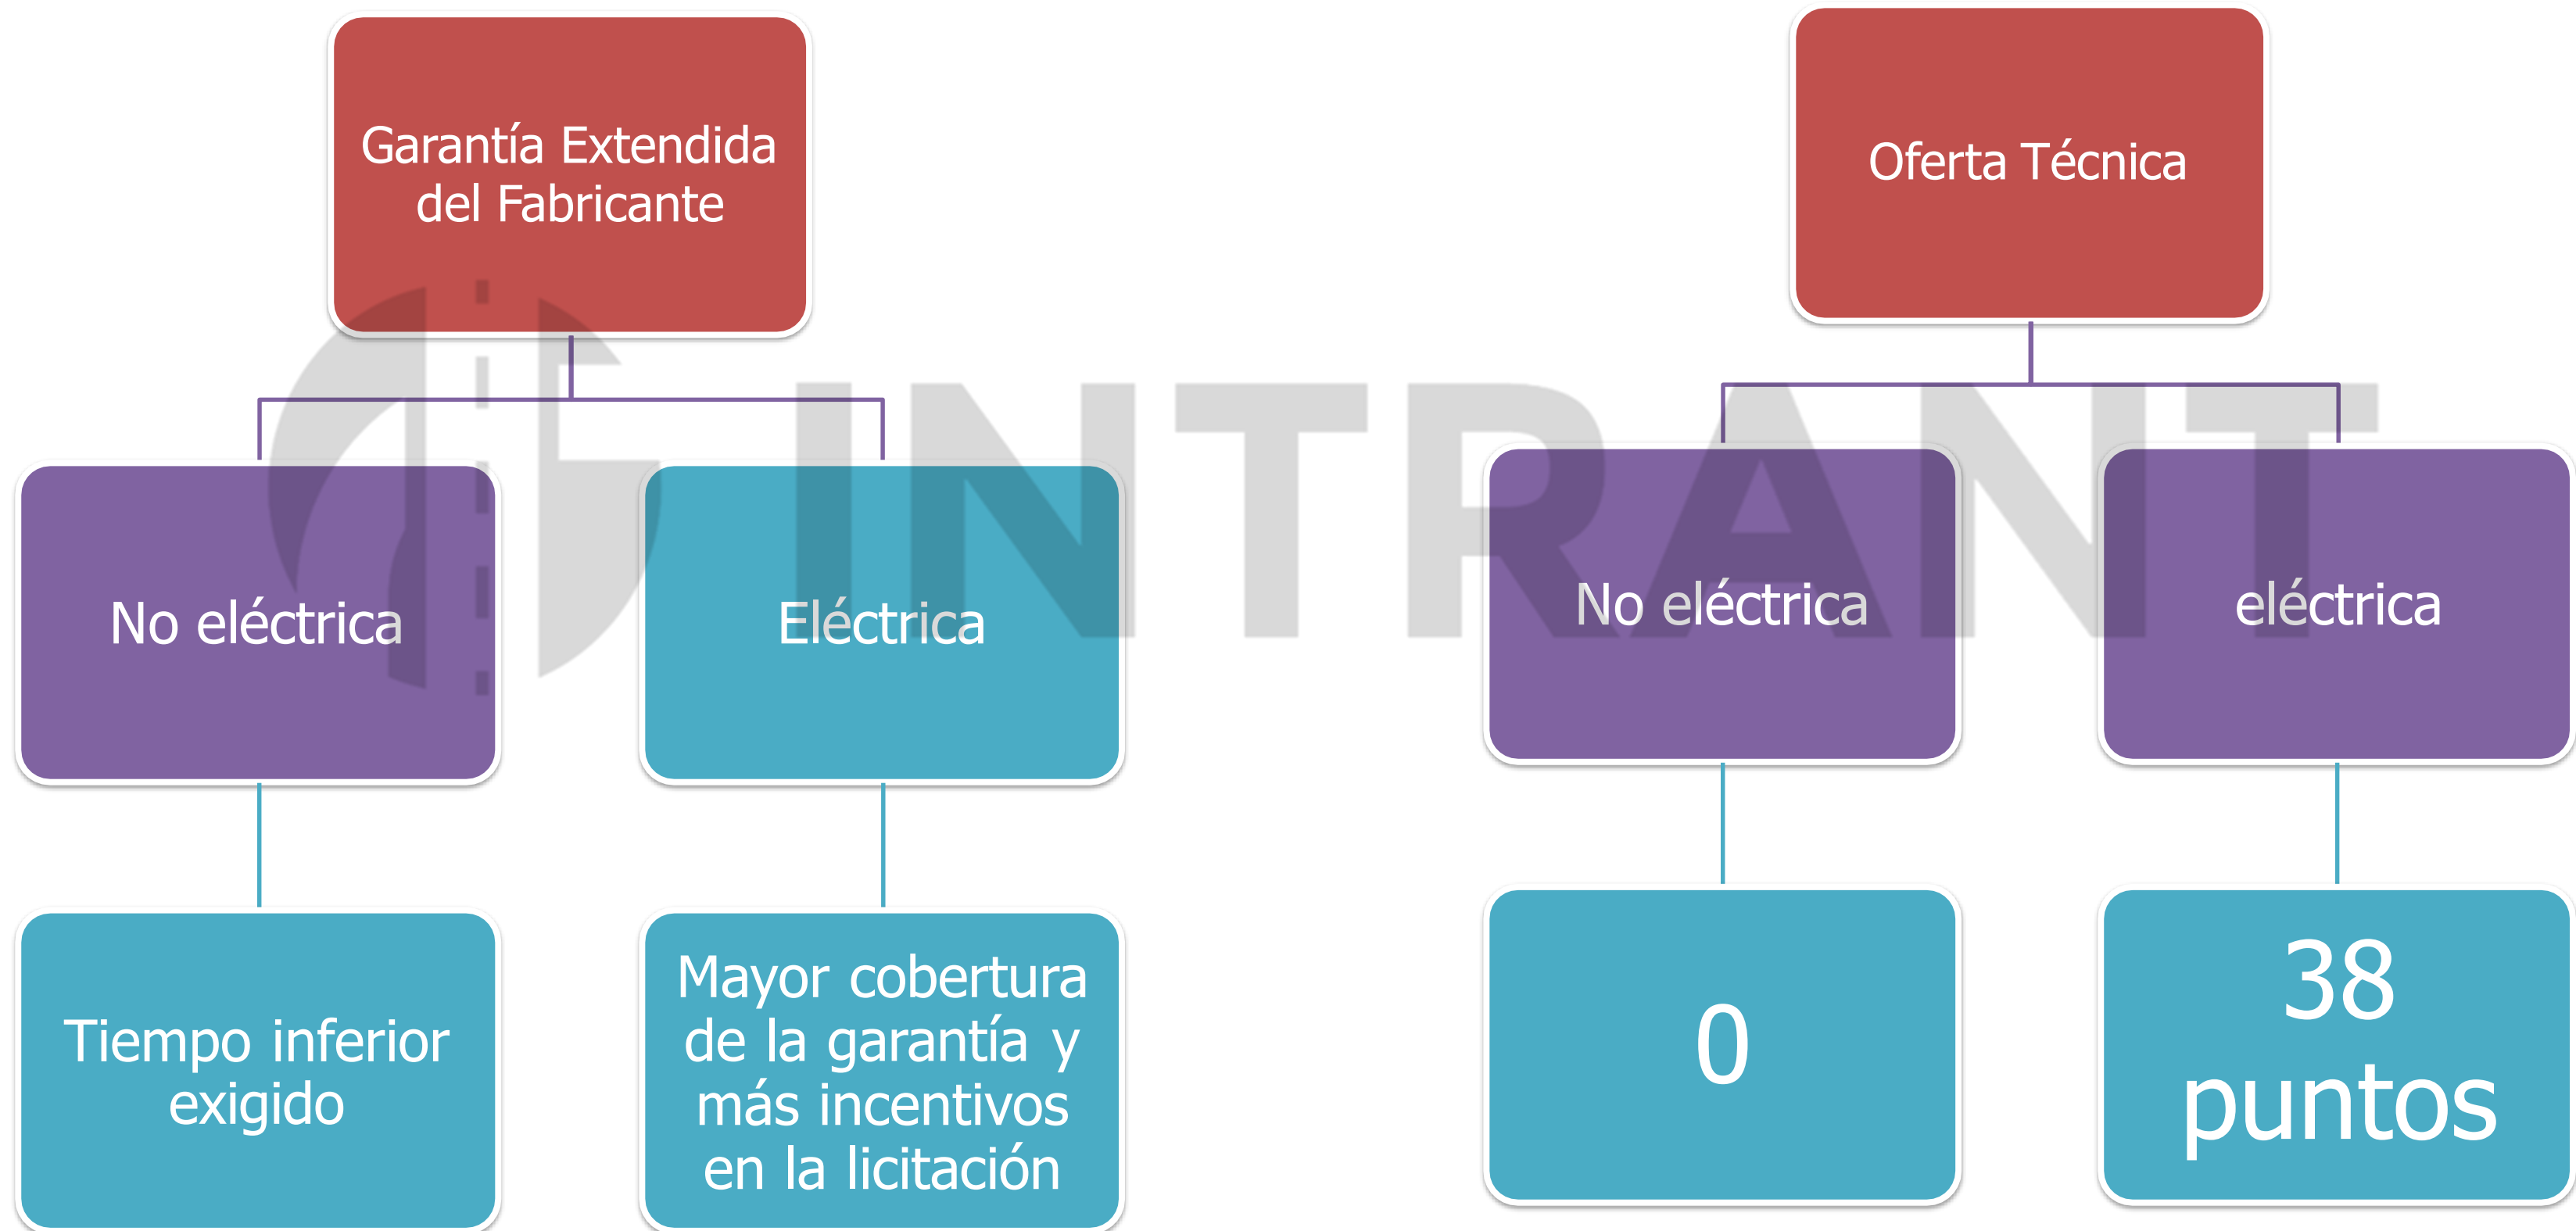 Garantía Extendida
del Fabricante
No eléctrica
Eléctrica
Tiempo inferior
exigido
Mayor cobertura
de la garantía y
más incentivos
en la licitación
Oferta Técnica
No eléctrica
eléctrica
0
38
puntos
INTRANT